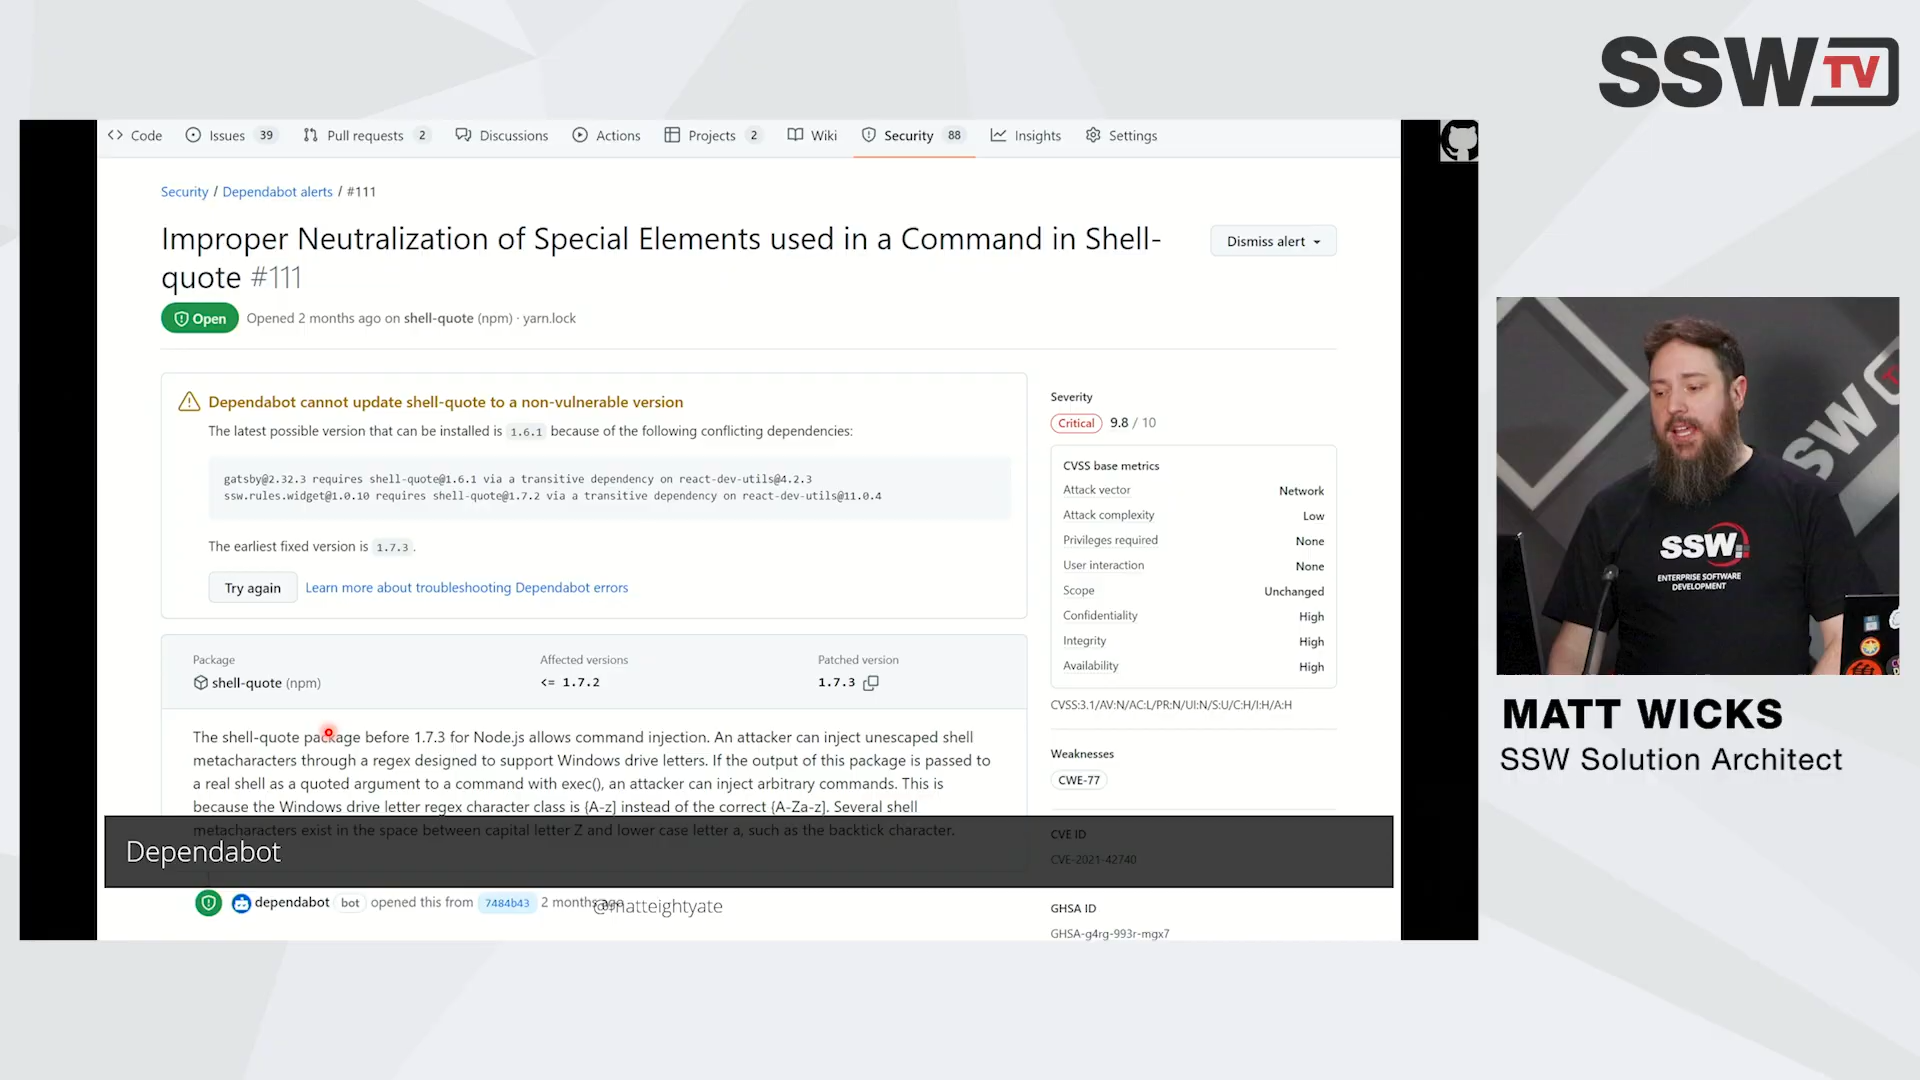 SSW TV
Code Issues 39 Pull requests 2 Discussions Actions Projects 2 Wiki Security 88 Insights Settings
Security / Dependabot alerts / #111
Improper Neutralization of Special Elements used in a Command in Shell-
quote #111
Dismiss alert
Open Opened 2 months ago on shell-quote (npm) · yarn.lock
Dependabot cannot update shell-quote to a non-vulnerable version
The latest possible version that can be installed is 1.6.1 because of the following conflicting dependencies:
gatsby@2.32.3 requires shell-quote@1.6.1 via a transitive dependency on react-dev-utils@4.2.3
ssw.rules.widget@1.0.10 requires shell-quote@1.7.2 via a transitive dependency on react-dev-utils@11.0.4
The earliest fixed version is 1.7.3.
Try again Learn more about troubleshooting Dependabot errors
Package Affected versions Patched version
shell-quote (npm) <= 1.7.2 1.7.3
The shell-quote package before 1.7.3 for Node.js allows command injection. An attacker can inject unescaped shell
metacharacters through a regex designed to support Windows drive letters. If the output of this package is passed to
a real shell as a quoted argument to a command with exec(), an attacker can inject arbitrary commands. This is
because the Windows drive letter regex character class is {A-z] instead of the correct {A-Za-z]. Several shell
metacharacters exist in the space between capital letter Z and lower case letter a, such as the backtick character.
Dependabot
dependabot bot opened this from 7484b43 2 months ago
@matteightyate
Severity
Critical 9.8 / 10
CVSS base metrics
Attack vector Network
Attack complexity Low
Privileges required None
User interaction None
Scope Unchanged
Confidentiality High
Integrity High
Availability High
CVSS:3.1/AV:N/AC:L/PR:N/UI:N/S:U/C:H/I:H/A:H
Weaknesses
CWE-77
CVE ID
CVE-2021-42740
GHSA ID
GHSA-g4rg-993r-mgx7
SSW
SSW
ENTERPRISE SOFTWARE
DEVELOPMENT
MATT WICKS
SSW Solution Architect